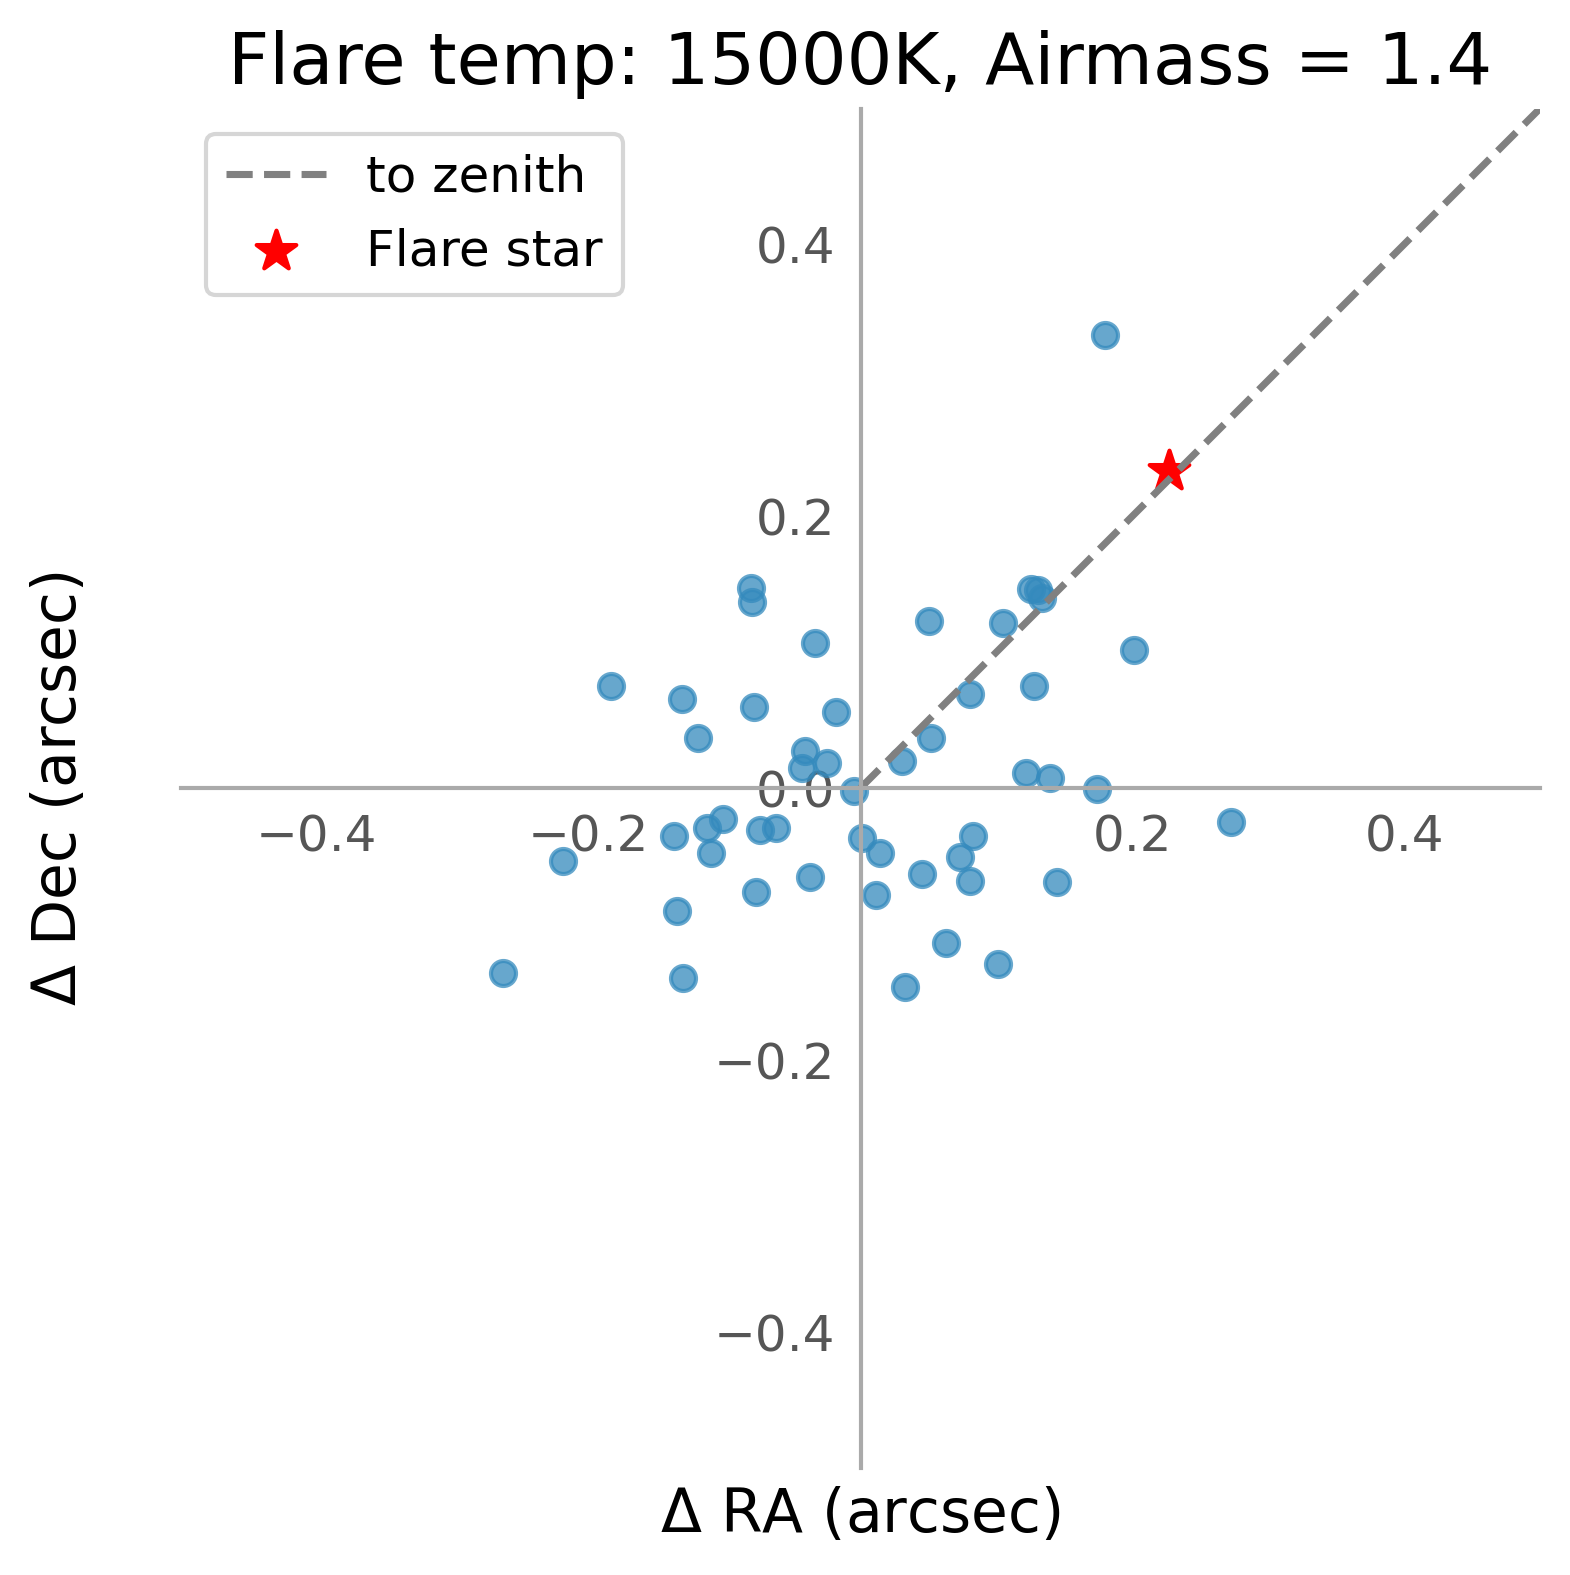 Flare temp: 15000K, Airmass = 1.4
to zenith
Flare star
0.4
0.2
0.0
−0.4
−0.2
0.2
0.4
−0.2
−0.4
Δ Dec (arcsec)
Δ RA (arcsec)